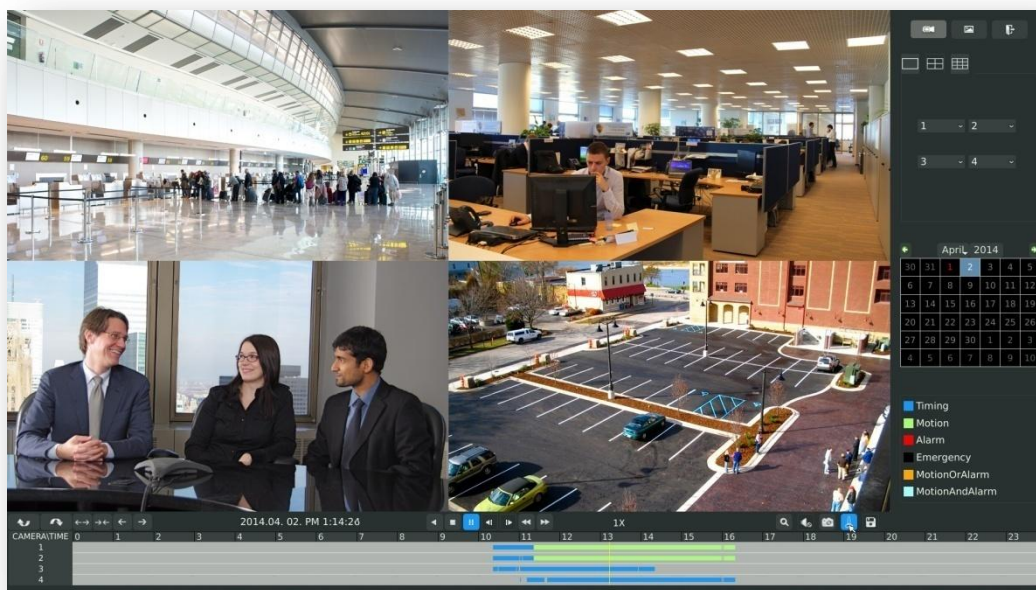 1 2
3 4
April, 2014
30 31 1 2 3 4 5
6 7 8 9 10 11 12
13 14 15 16 17 18 19
20 21 22 23 24 25 26
27 28 29 30 1 2 3
4 5 6 7 8 9 10
Timing
Motion
Alarm
Emergency
MotionOrAlarm
MotionAndAlarm
2014.04. 02. PM 1:14:26
1X
CAMERA\TIME 0 1 2 3 4 5 6 7 8 9 10 11 12 13 14 15 16 17 18 19 20 21 22 23
1
2
3
4